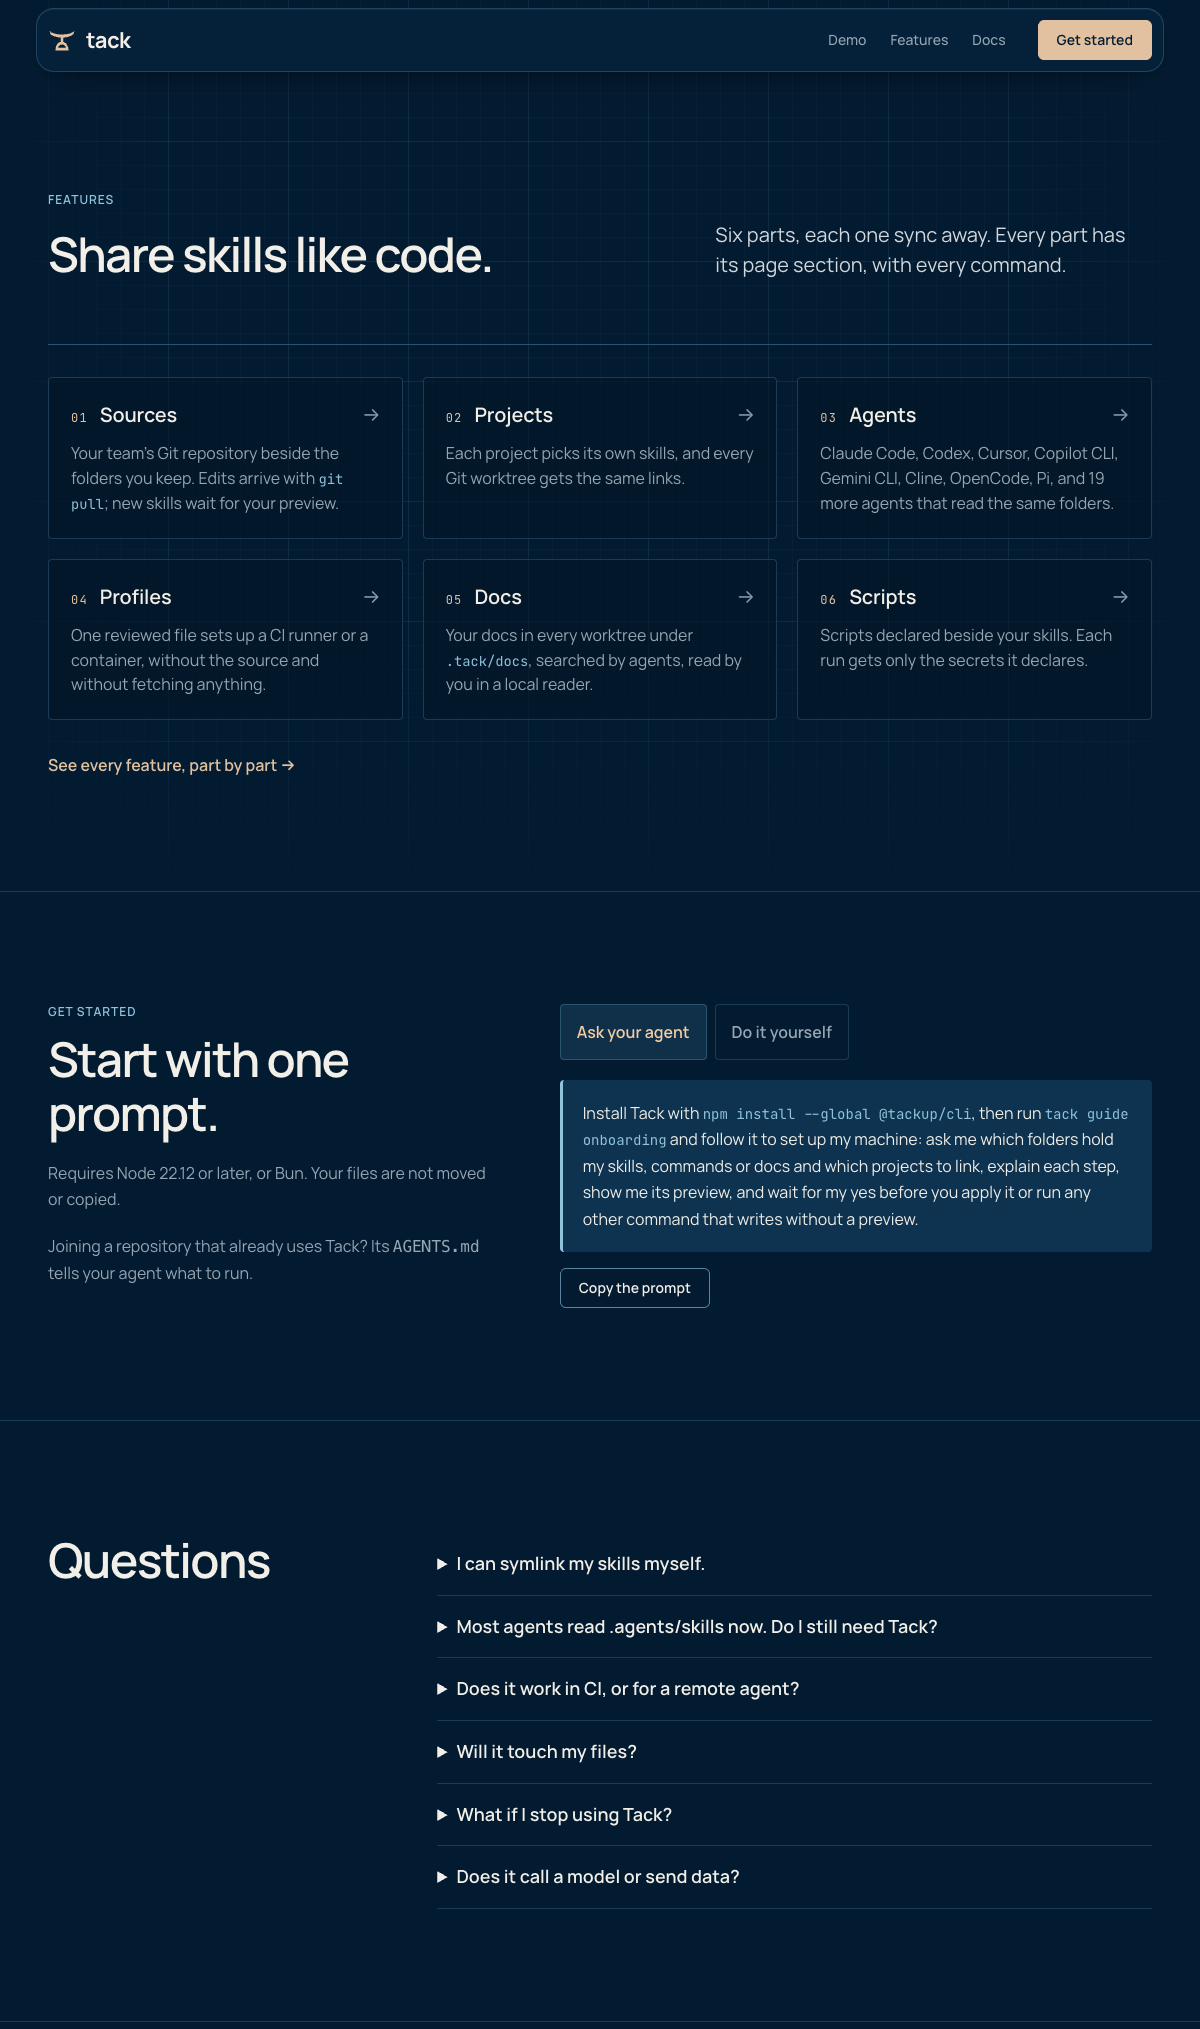 tack
Demo
Features
Docs
Get started
FEATURES
Share skills like code.
Six parts, each one sync away. Every part has
its page section, with every command.
01 Sources →
Your team's Git repository beside the
folders you keep. Edits arrive with git
pull; new skills wait for your preview.
02 Projects →
Each project picks its own skills, and every
Git worktree gets the same links.
03 Agents →
Claude Code, Codex, Cursor, Copilot CLI,
Gemini CLI, Cline, OpenCode, Pi, and 19
more agents that read the same folders.
04 Profiles →
One reviewed file sets up a CI runner or a
container, without the source and
without fetching anything.
05 Docs →
Your docs in every worktree under
.tack/docs, searched by agents, read by
you in a local reader.
06 Scripts →
Scripts declared beside your skills. Each
run gets only the secrets it declares.
See every feature, part by part →
GET STARTED
Start with one
prompt.
Requires Node 22.12 or later, or Bun. Your files are not moved
or copied.
Joining a repository that already uses Tack? Its AGENTS.md
tells your agent what to run.
Ask your agent
Do it yourself
Install Tack with npm install --global @tackup/cli, then run tack guide
onboarding and follow it to set up my machine: ask me which folders hold
my skills, commands or docs and which projects to link, explain each step,
show me its preview, and wait for my yes before you apply it or run any
other command that writes without a preview.
Copy the prompt
Questions
▶ I can symlink my skills myself.
▶ Most agents read .agents/skills now. Do I still need Tack?
▶ Does it work in CI, or for a remote agent?
▶ Will it touch my files?
▶ What if I stop using Tack?
▶ Does it call a model or send data?